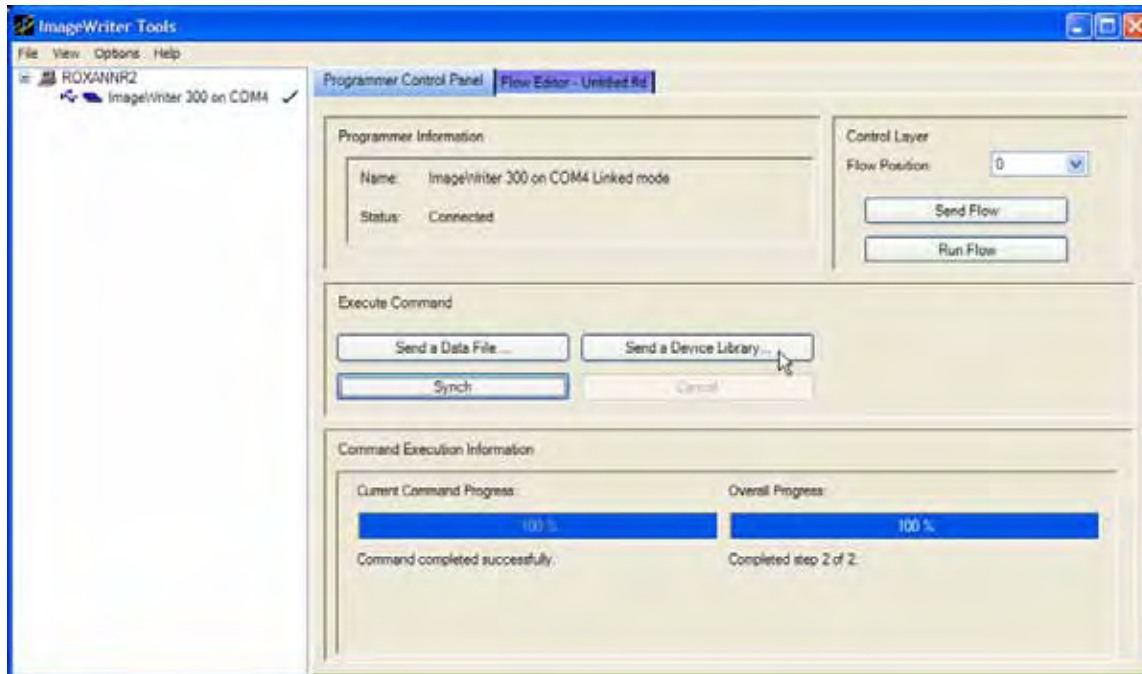 ImageWriter Tools
File View Options Help
ROXANNR2
ImageWriter 300 on COM4
Programmer Control Panel
Flow Editor - Untitled.fld
Programmer Information
Name: ImageWriter 300 on COM4 Linked mode
Status: Connected
Control Layer
Flow Position: 0
Send Flow
Run Flow
Execute Command
Send a Data File ...
Send a Device Library...
Synch
Cancel
Command Execution Information
Current Command Progress:
Overall Progress:
100 %
100 %
Command completed successfully.
Completed step 2 of 2.